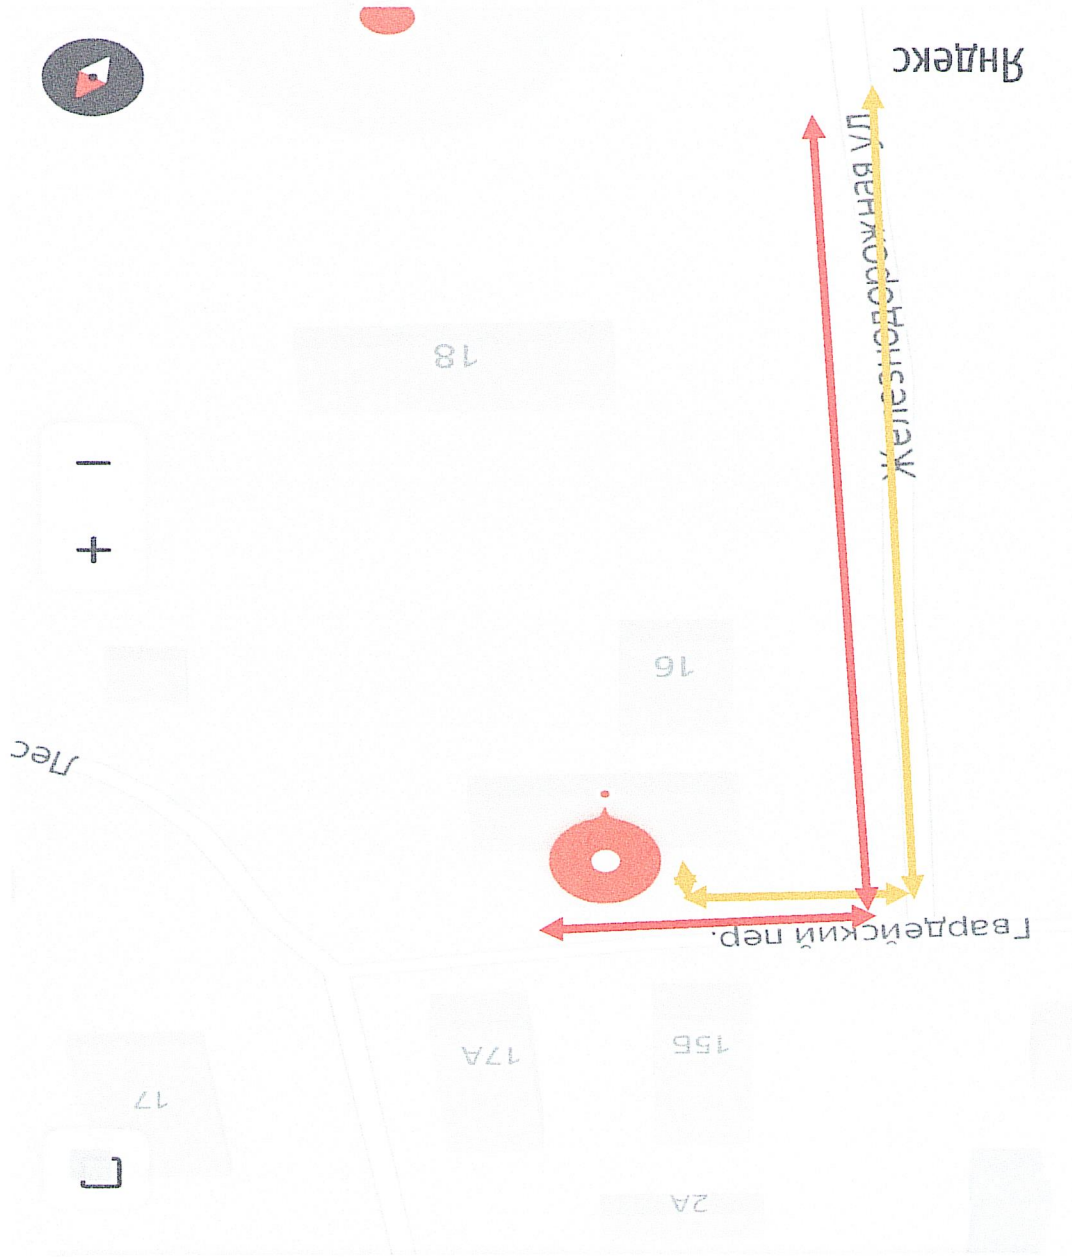 2А
17
17А
15Б
Гвардейский пер.
Лес
16
18
Железнодорожная ул
Яндекс